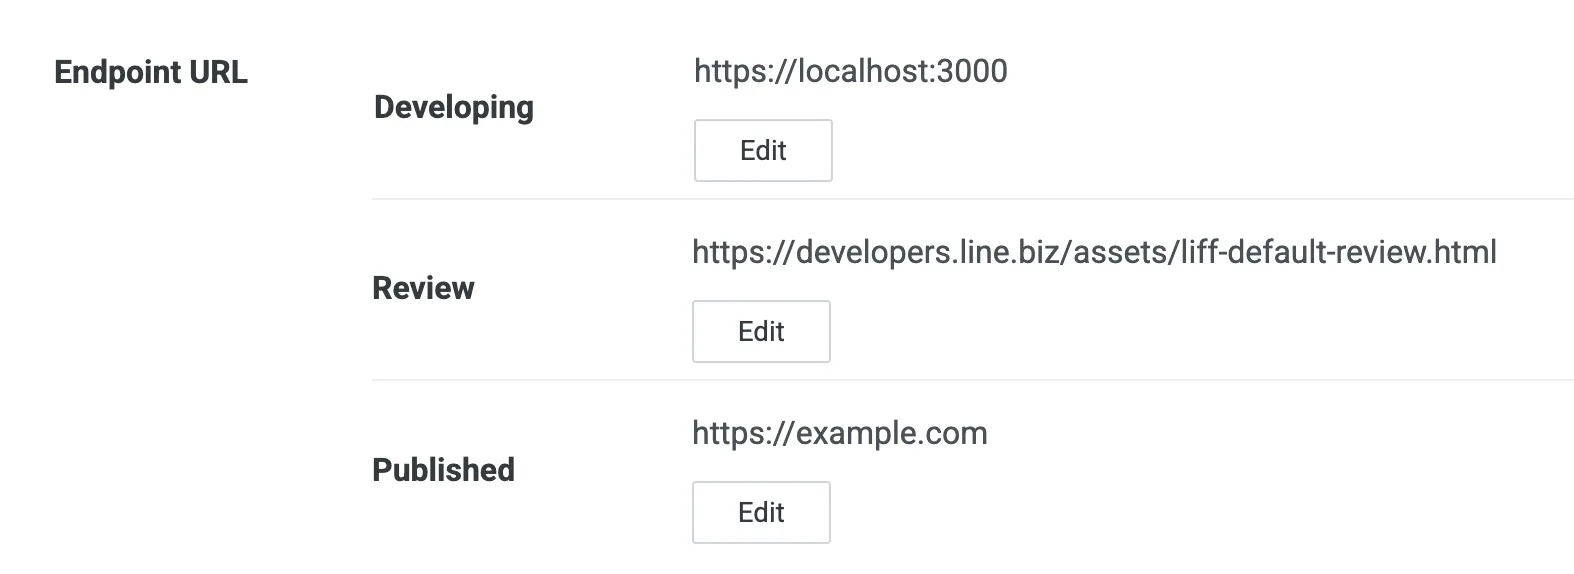 Endpoint URL
Developing
https://localhost:3000
Edit
Review
https://developers.line.biz/assets/liff-default-review.html
Edit
Published
https://example.com
Edit